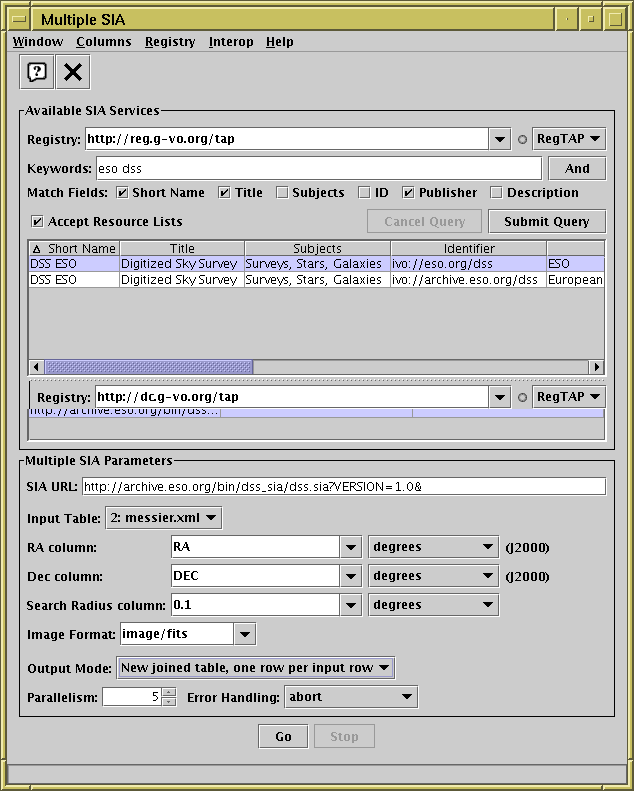 Multiple SIA
Window Columns Registry Interop Help
Available SIA Services
Registry: http://reg.g-vo.org/tap RegTAP
Keywords: eso dss And
Match Fields: Short Name Title Subjects ID Publisher Description
Accept Resource Lists Cancel Query Submit Query
Short Name Title Subjects Identifier
DSS ESO Digitized Sky Survey Surveys, Stars, Galaxies ivo://eso.org/dss ESO
DSS ESO Digitized Sky Survey Surveys, Stars, Galaxies ivo://archive.eso.org/dss European
Registry: http://dc.g-vo.org/tap RegTAP
http://archive.eso.org/bin/dss...
Multiple SIA Parameters
SIA URL: http://archive.eso.org/bin/dss_sia/dss.sia?VERSION=1.0&
Input Table: 2: messier.xml
RA column: RA degrees (J2000)
Dec column: DEC degrees (J2000)
Search Radius column: 0.1 degrees
Image Format: image/fits
Output Mode: New joined table, one row per input row
Parallelism: 5 Error Handling: abort
Go Stop